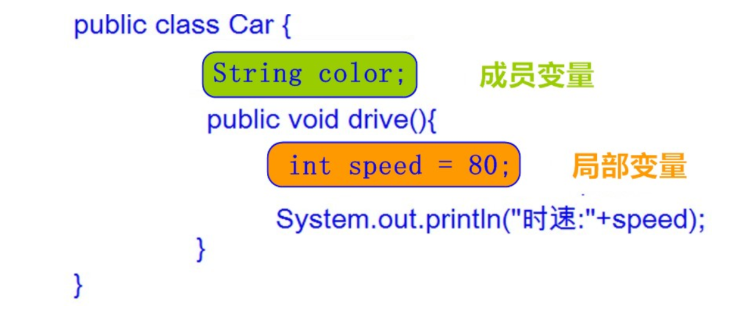 public class Car {
String color; 成员变量
public void drive(){
int speed = 80; 局部变量
System.out.println("时速:"+speed);
}
}